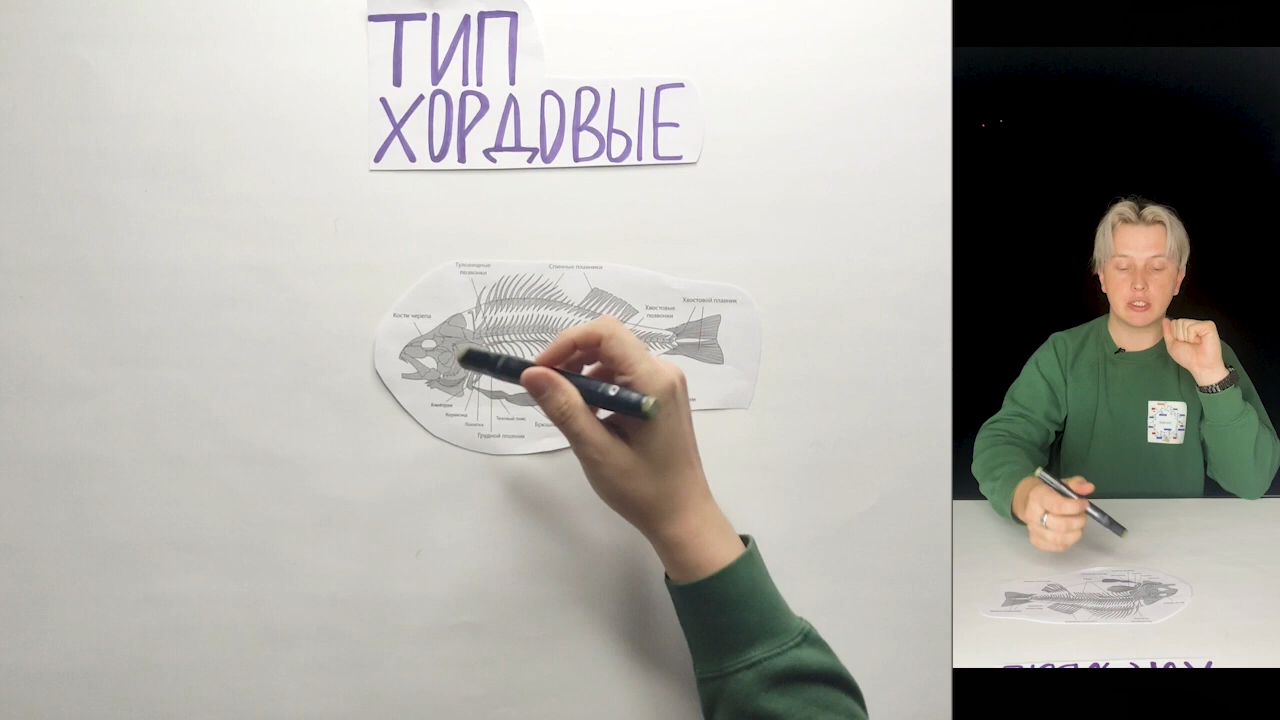 ТИП
ХОРДОВЫЕ
Туловищные
позвонки
Спинные плавники
Хвостовые
позвонки
Хвостовой плавник
Кости черепа
Грудной плавник